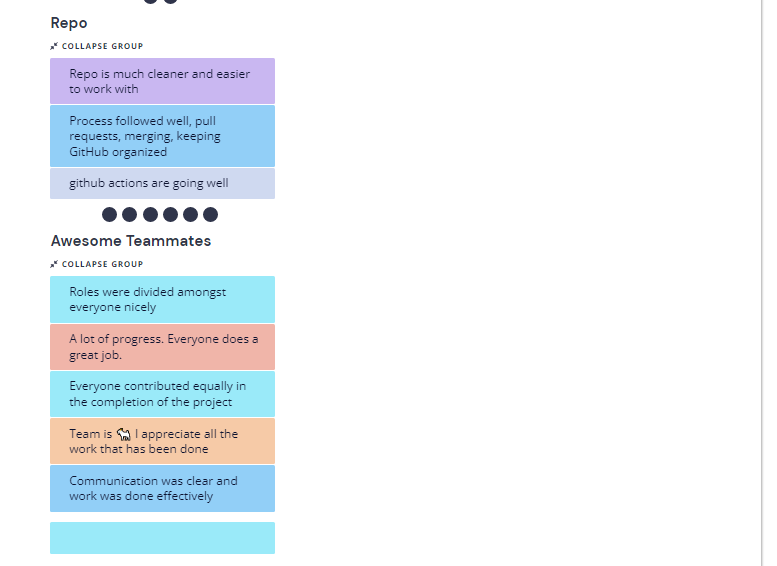 Repo
COLLAPSE GROUP
Repo is much cleaner and easier
to work with
Process followed well, pull
requests, merging, keeping
GitHub organized
github actions are going well
Awesome Teammates
COLLAPSE GROUP
Roles were divided amongst
everyone nicely
A lot of progress. Everyone does a
great job.
Everyone contributed equally in
the completion of the project
Team is 🐐 I appreciate all the
work that has been done
Communication was clear and
work was done effectively